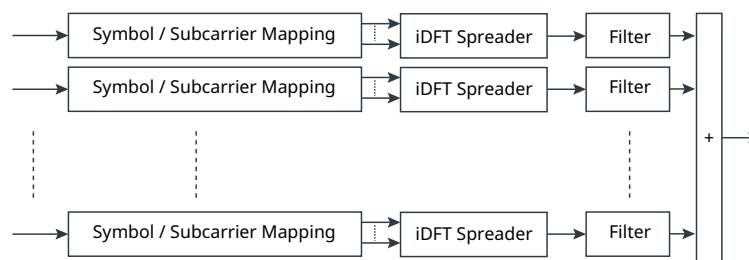 Symbol / Subcarrier Mapping iDFT Spreader Filter
Symbol / Subcarrier Mapping iDFT Spreader Filter
+
Symbol / Subcarrier Mapping iDFT Spreader Filter